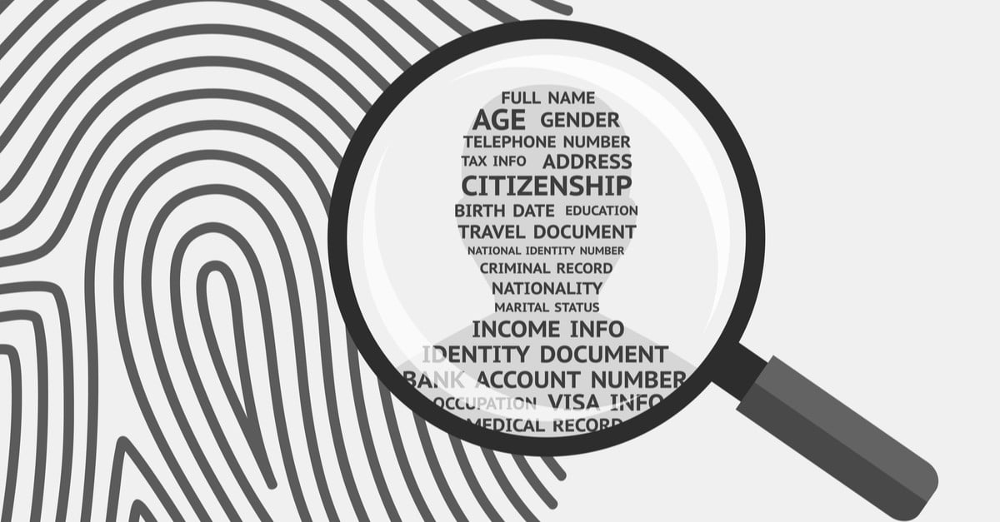 FULL NAME
AGE GENDER
TELEPHONE NUMBER
TAX INFO ADDRESS
CITIZENSHIP
BIRTH DATE EDUCATION
TRAVEL DOCUMENT
NATIONAL IDENTITY NUMBER
CRIMINAL RECORD
NATIONALITY
MARITAL STATUS
INCOME INFO
IDENTITY DOCUMENT
BANK ACCOUNT NUMBER
OCCUPATION VISA INFO
MEDICAL RECORD